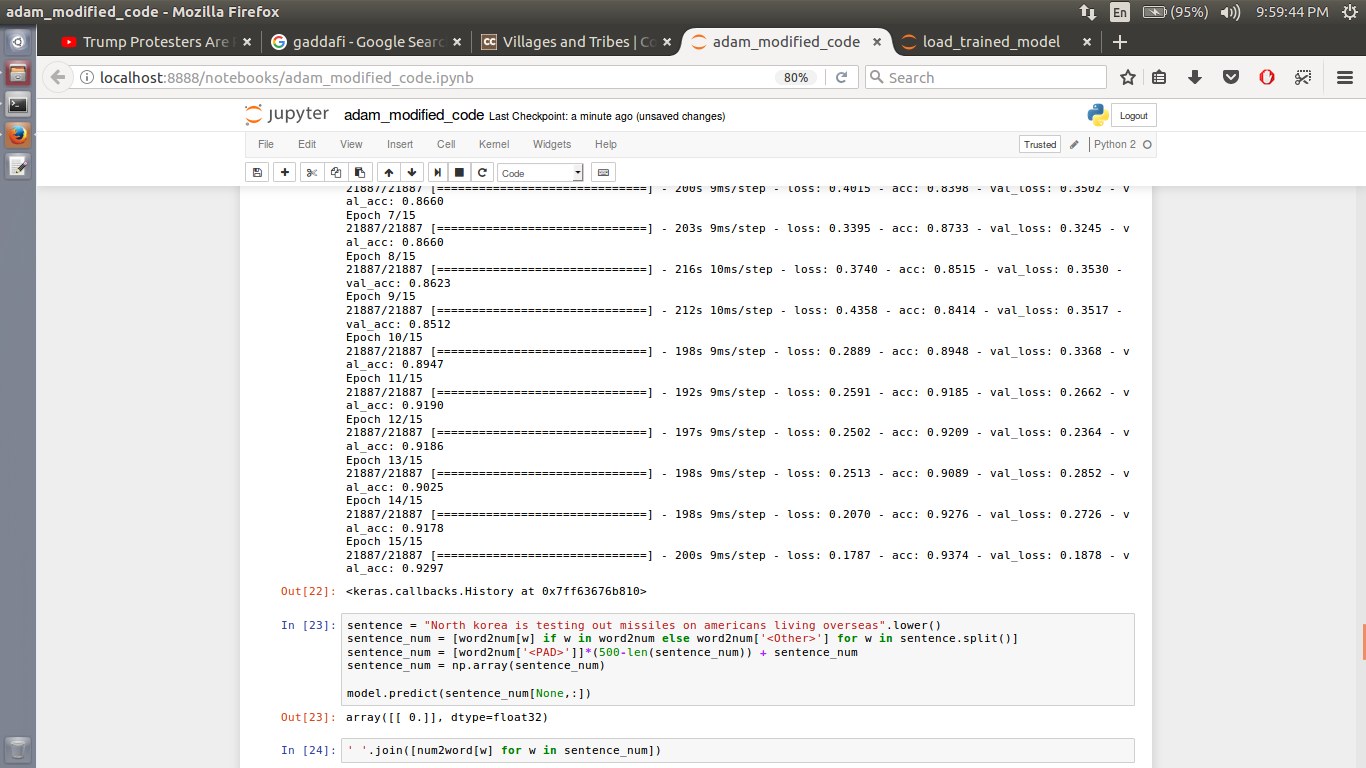 adam_modified_code - Mozilla Firefox
En (95%) 9:59:44 PM
Trump Protesters Are
gaddafi - Google Searc
Villages and Tribes | Co
adam_modified_code
load_trained_model
localhost:8888/notebooks/adam_modified_code.ipynb 80% Search
jupyter adam_modified_code Last Checkpoint: a minute ago (unsaved changes) Logout
File Edit View Insert Cell Kernel Widgets Help Trusted Python 2
Code
21887/21887 [==============================] - 200s 9ms/step - loss: 0.4015 - acc: 0.8398 - val_loss: 0.3502 - v
al_acc: 0.8660
Epoch 7/15
21887/21887 [==============================] - 203s 9ms/step - loss: 0.3395 - acc: 0.8733 - val_loss: 0.3245 - v
al_acc: 0.8660
Epoch 8/15
21887/21887 [==============================] - 216s 10ms/step - loss: 0.3740 - acc: 0.8515 - val_loss: 0.3530 -
val_acc: 0.8623
Epoch 9/15
21887/21887 [==============================] - 212s 10ms/step - loss: 0.4358 - acc: 0.8414 - val_loss: 0.3517 -
val_acc: 0.8512
Epoch 10/15
21887/21887 [==============================] - 198s 9ms/step - loss: 0.2889 - acc: 0.8948 - val_loss: 0.3368 - v
al_acc: 0.8947
Epoch 11/15
21887/21887 [==============================] - 192s 9ms/step - loss: 0.2591 - acc: 0.9185 - val_loss: 0.2662 - v
al_acc: 0.9190
Epoch 12/15
21887/21887 [==============================] - 197s 9ms/step - loss: 0.2502 - acc: 0.9209 - val_loss: 0.2364 - v
al_acc: 0.9186
Epoch 13/15
21887/21887 [==============================] - 198s 9ms/step - loss: 0.2513 - acc: 0.9089 - val_loss: 0.2852 - v
al_acc: 0.9025
Epoch 14/15
21887/21887 [==============================] - 198s 9ms/step - loss: 0.2070 - acc: 0.9276 - val_loss: 0.2726 - v
al_acc: 0.9178
Epoch 15/15
21887/21887 [==============================] - 200s 9ms/step - loss: 0.1787 - acc: 0.9374 - val_loss: 0.1878 - v
al_acc: 0.9297
Out[22]: <keras.callbacks.History at 0x7ff63676b810>
In [23]: sentence = "North korea is testing out missiles on americans living overseas".lower()
sentence_num = [word2num[w] if w in word2num else word2num['<Other>'] for w in sentence.split()]
sentence_num = [word2num['<PAD>']]*(500-len(sentence_num)) + sentence_num
sentence_num = np.array(sentence_num)
model.predict(sentence_num[None,:])
Out[23]: array([[ 0.]], dtype=float32)
In [24]: ' '.join([num2word[w] for w in sentence_num])